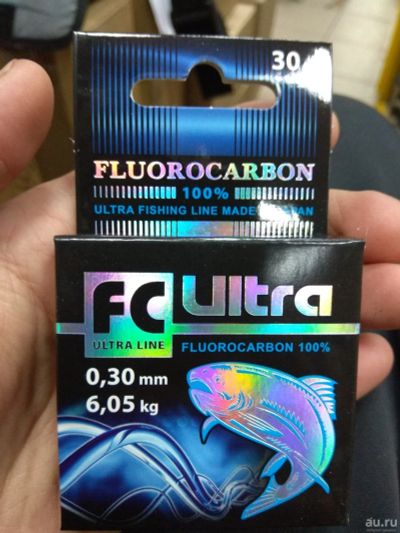 30
FLUOROCARBON
100%
ULTRA FISHING LINE MADE
FC Ultra
ULTRA LINE
FLUOROCARBON 100%
0,30 mm
6,05 kg
au.ru